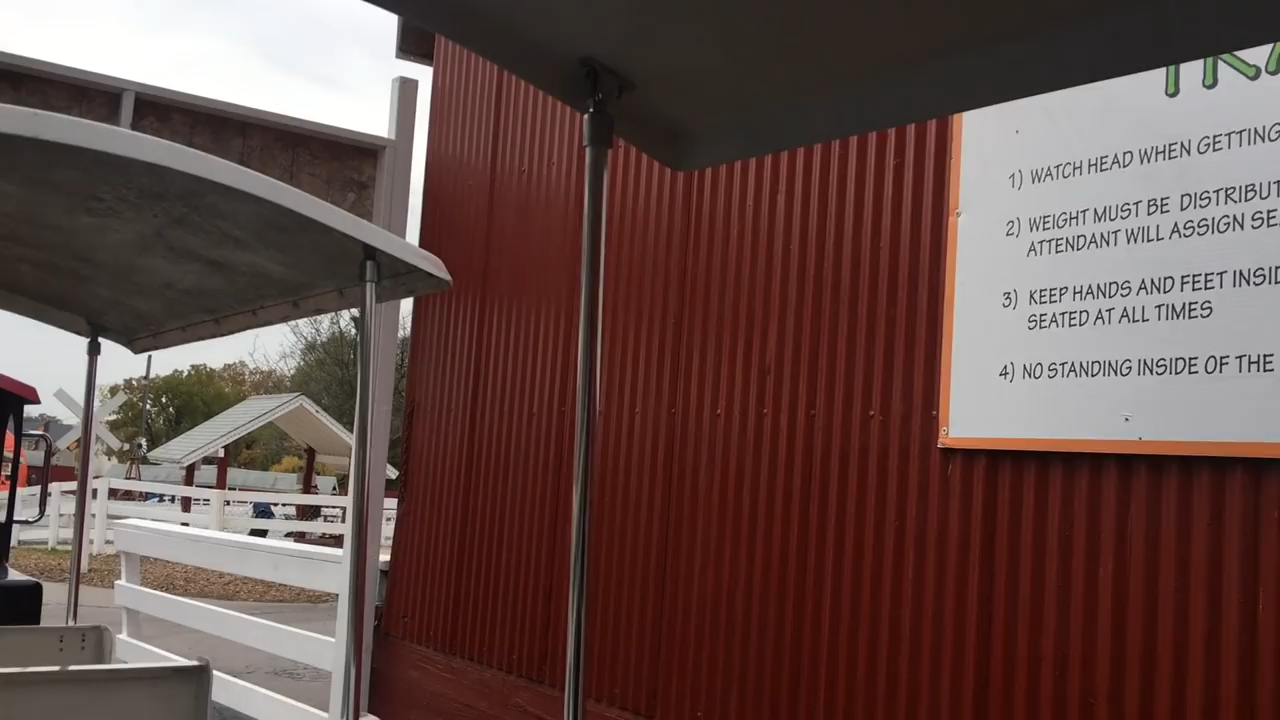 TRA
1) WATCH HEAD WHEN GETTING
2) WEIGHT MUST BE DISTRIBUT
ATTENDANT WILL ASSIGN SE
3) KEEP HANDS AND FEET INSID
SEATED AT ALL TIMES
4) NO STANDING INSIDE OF THE